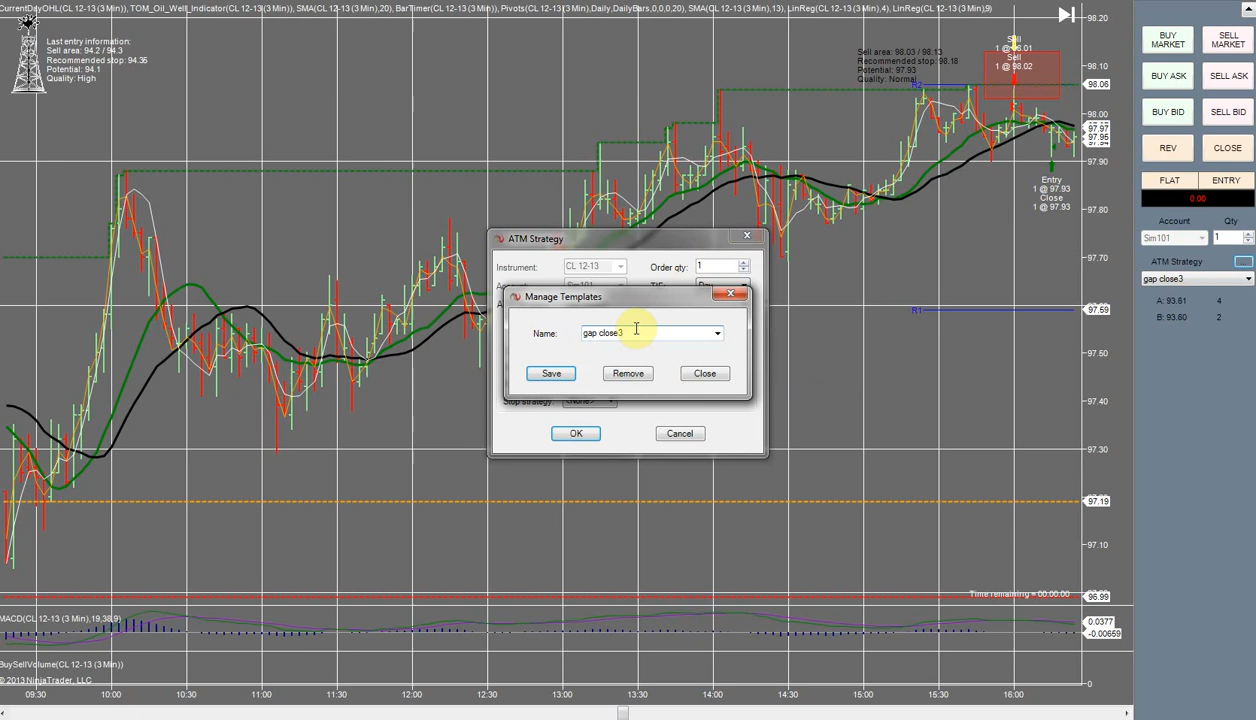 CurrentDayOHL(CL 12-13 (3 Min)), TOM_Oil_Well_Indicator(CL 12-13 (3 Min)), SMA(CL 12-13 (3 Min),20), BarTimer(CL 12-13 (3 Min)), Pivots(CL 12-13 (3 Min),Daily,DailyBars,0,0,0,20), SMA(CL 12-13 (3 Min),13), LinReg(CL 12-13 (3 Min),4), LinReg(CL 12-13 (3 Min),9)
Last entry information:
Sell area: 94.2 / 94.3
Recommended stop: 94.35
Potential: 94.1
Quality: High
Sell area: 98.03 / 98.13
Recommended stop: 98.18
Potential: 97.93
Quality: Normal
R2
Sell
1 @ 98.01
Sell
1 @ 98.02
Entry
1 @ 97.93
Close
1 @ 97.93
R1
98.20
98.10
98.06
98.00
97.97
97.95
97.94
97.90
97.80
97.70
97.59
97.50
97.40
97.30
97.19
97.10
96.99
Time remaining = 00:00:00
ATM Strategy
Instrument: CL 12-13
Order qty: 1
Manage Templates
Name: gap close3
Save Remove Close
Stop strategy: <None>
OK Cancel
MACD(CL 12-13 (3 Min),19,38,9)
0.0377
-0.00659
BuySellVolume(CL 12-13 (3 Min))
© 2013 NinjaTrader, LLC
0
09:30 10:00 10:30 11:00 11:30 12:00 12:30 13:00 13:30 14:00 14:30 15:00 15:30 16:00
BUY MARKET
SELL MARKET
BUY ASK SELL ASK
BUY BID SELL BID
REV CLOSE
FLAT ENTRY
0.00
Account Qty
Sim101 1
ATM Strategy
gap close3
A: 93.61 4
B: 93.60 2